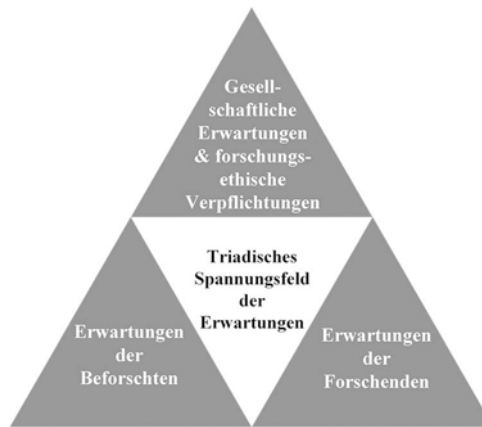 Gesell-
schaftliche
Erwartungen
& forschungs-
ethische
Verpflichtungen
Triadisches
Spannungsfeld
der
Erwartungen
Erwartungen
der
Beforschten
Erwartungen
der
Forschenden